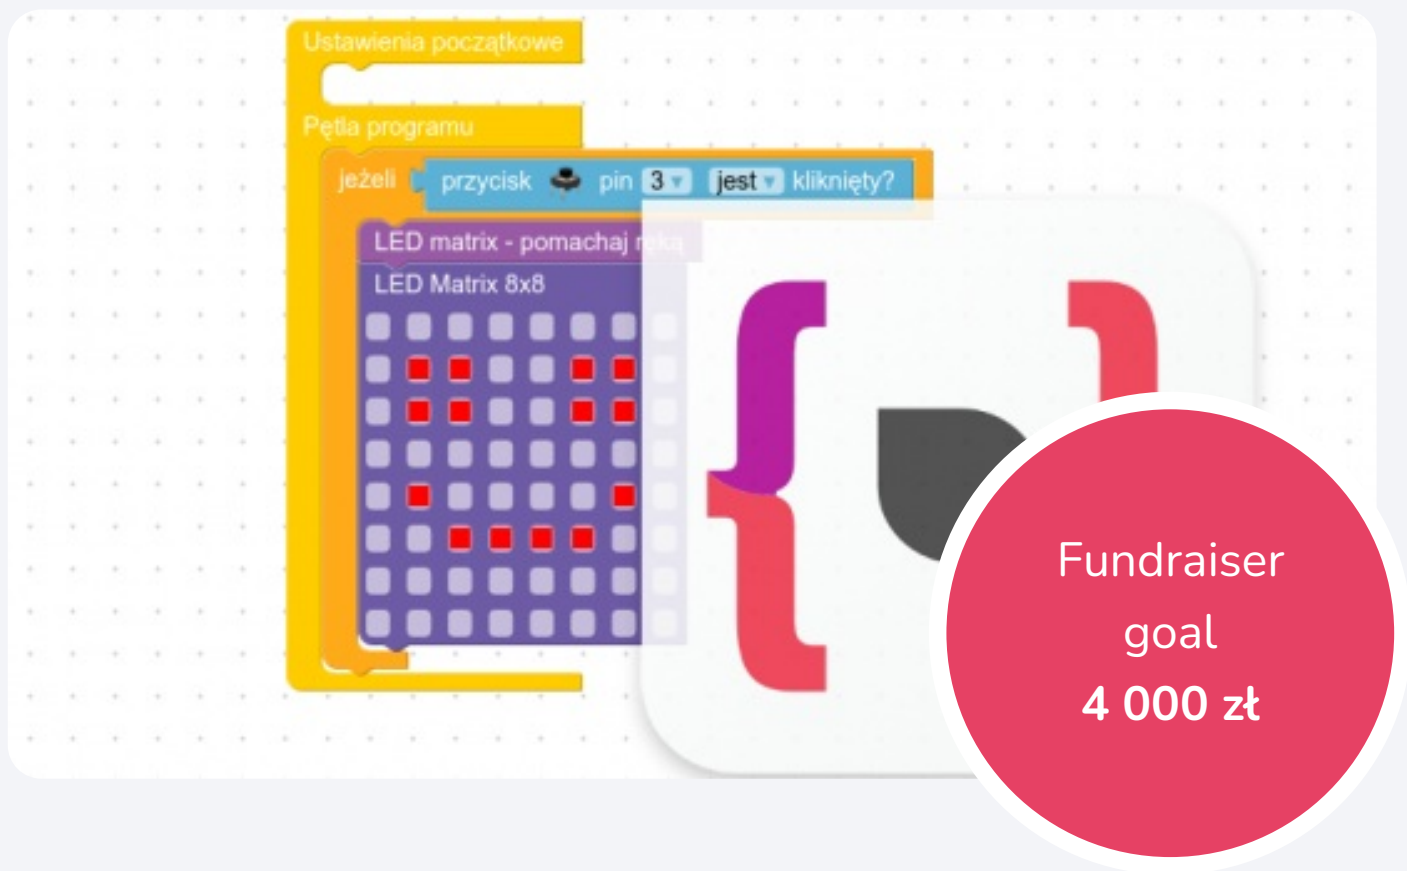 Ustawienia początkowe
Pętla programu
jeżeli przycisk pin 3 jest kliknięty?
LED matrix - pomachaj ręką
LED Matrix 8x8
Fundraiser
goal
4 000 zł